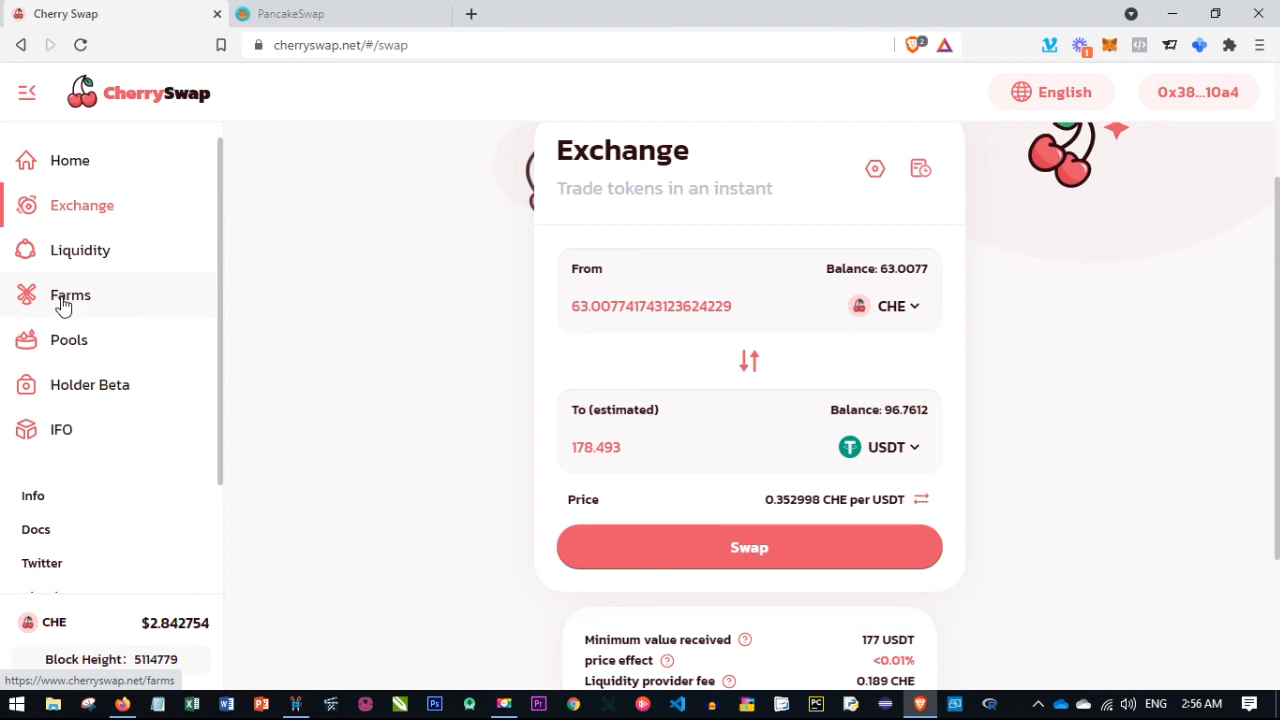 Cherry Swap
PancakeSwap
cherryswap.net/#/swap
2
1
CherrySwap
English
0x38...10a4
Home
Exchange
Liquidity
Farms
Pools
Holder Beta
IFO
Info
Docs
Twitter
CHE
$2.842754
Block Height: 5114779
https://www.cherryswap.net/farms
Exchange
Trade tokens in an instant
From
Balance: 63.0077
63.007741743123624229
CHE
To (estimated)
Balance: 96.7612
178.493
USDT
Price
0.352998 CHE per USDT
Swap
Minimum value received
177 USDT
price effect
<0.01%
Liquidity provider fee
0.189 CHE
ENG
2:56 AM